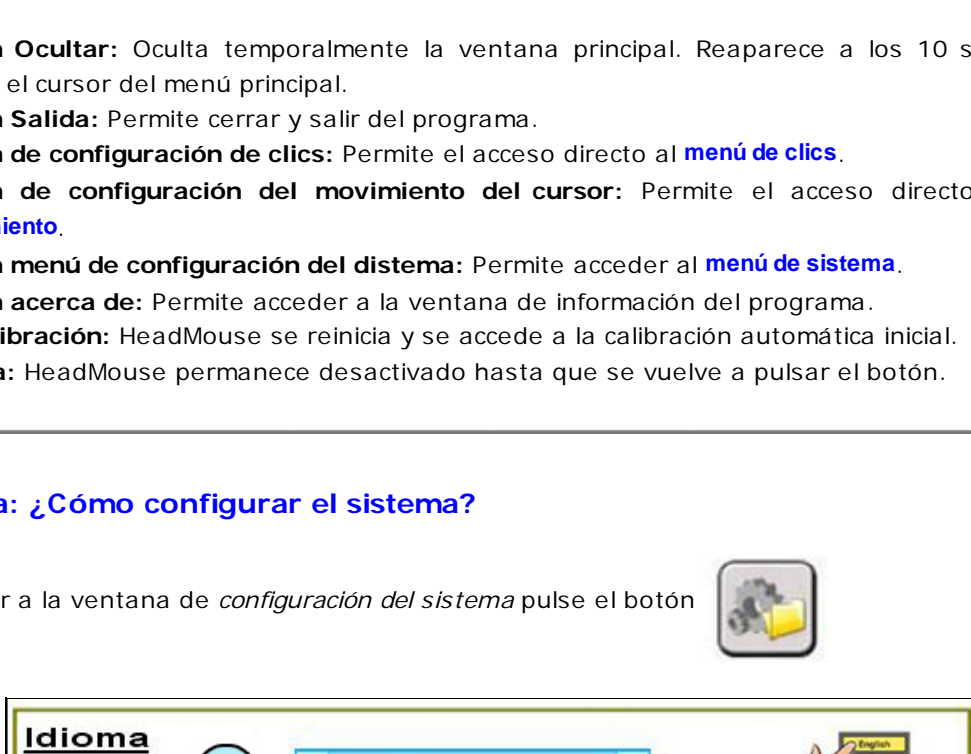 Ocultar: Oculta temporalmente la ventana principal. Reaparece a los 10 s
el cursor del menú principal.
Salida: Permite cerrar y salir del programa.
de configuración de clics: Permite el acceso directo al menú de clics.
de configuración del movimiento del cursor: Permite el acceso directo
iento.
menú de configuración del distema: Permite acceder al menú de sistema.
acerca de: Permite acceder a la ventana de información del programa.
ibración: HeadMouse se reinicia y se accede a la calibración automática inicial.
a: HeadMouse permanece desactivado hasta que se vuelve a pulsar el botón.
a: ¿Cómo configurar el sistema?
r a la ventana de configuración del sistema pulse el botón
Idioma
English